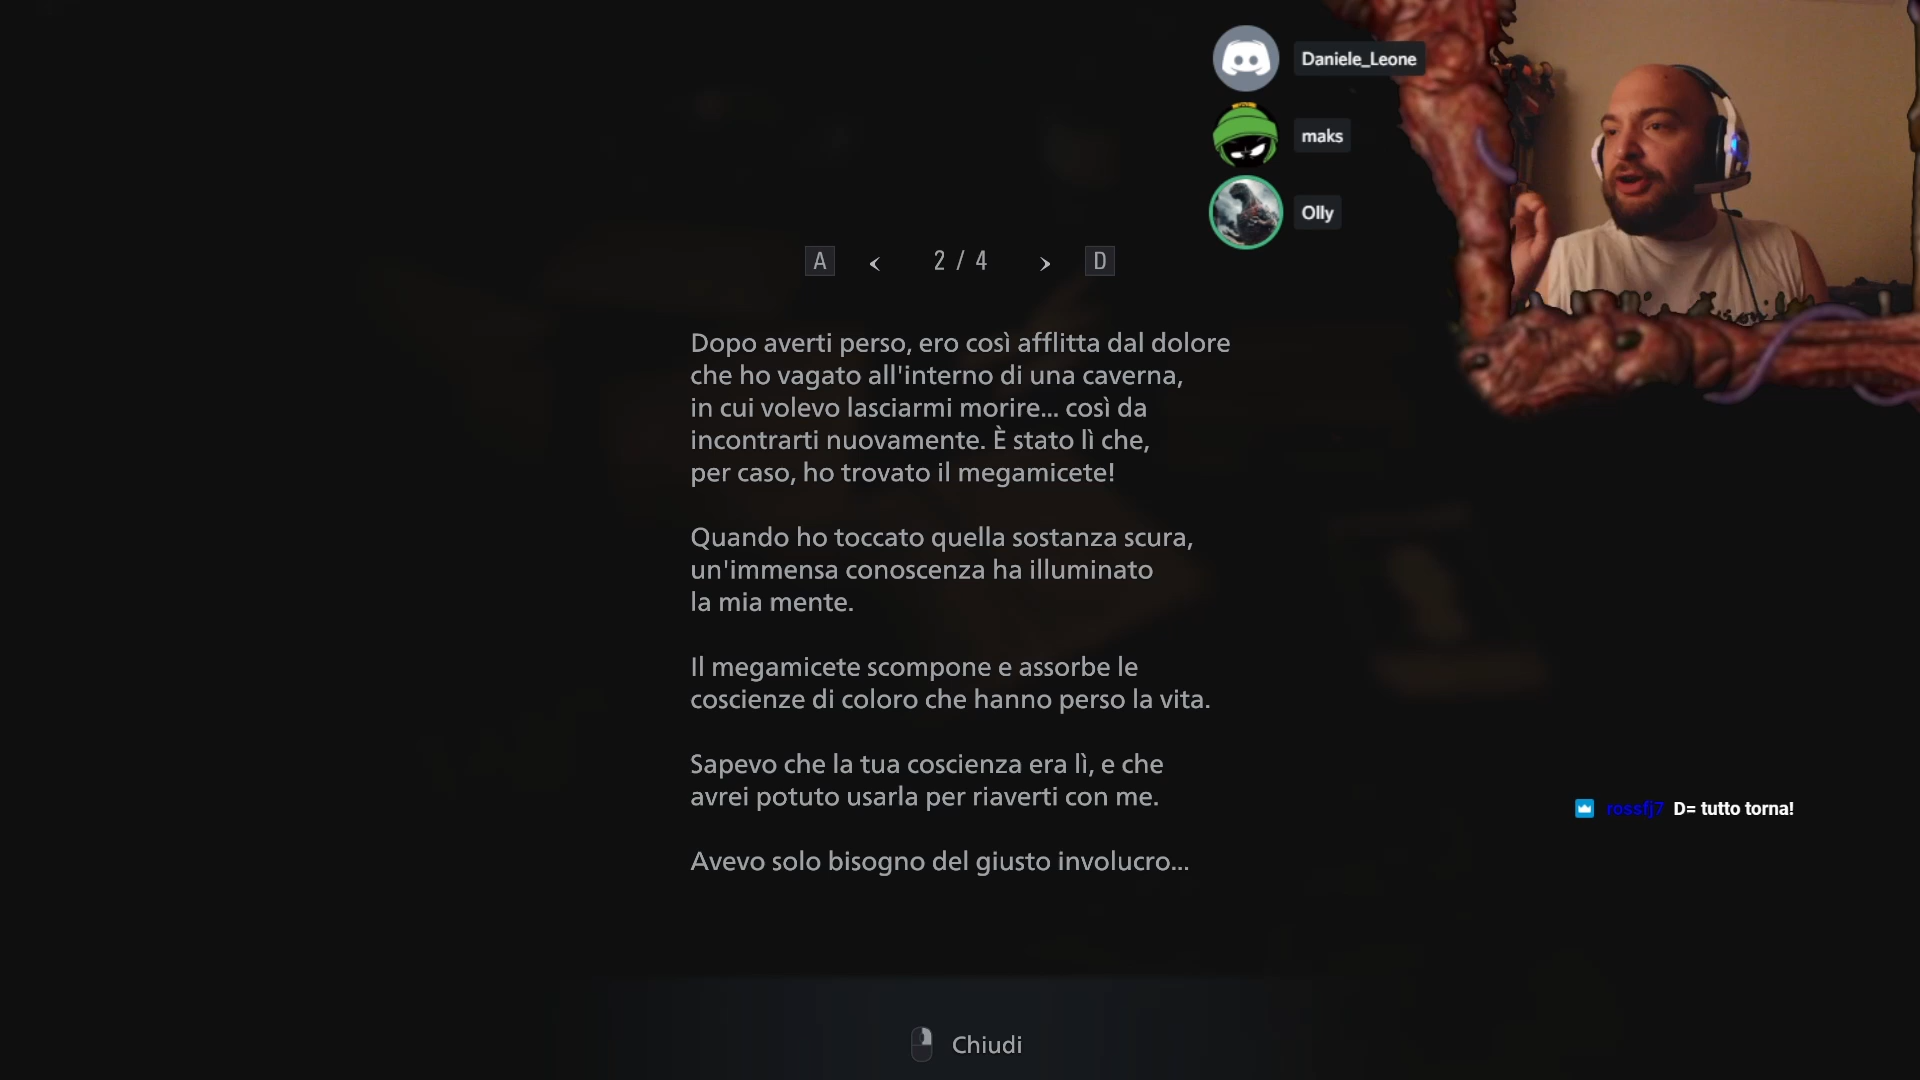 Daniele_Leone
maks
Olly
A < 2 / 4 > D
Dopo averti perso, ero così afflitta dal dolore
che ho vagato all'interno di una caverna,
in cui volevo lasciarmi morire... così da
incontrarti nuovamente. È stato lì che,
per caso, ho trovato il megamicete!
Quando ho toccato quella sostanza scura,
un'immensa conoscenza ha illuminato
la mia mente.
Il megamicete scompone e assorbe le
coscienze di coloro che hanno perso la vita.
Sapevo che la tua coscienza era lì, e che
avrei potuto usarla per riaverti con me.
Avevo solo bisogno del giusto involucro...
rossfj7 D= tutto torna!
Chiudi